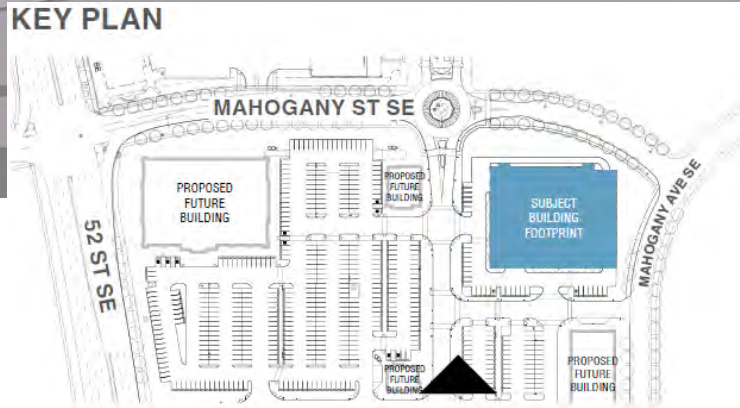 KEY PLAN
MAHOGANY ST SE
PROPOSED
FUTURE
BUILDING
PROPOSED
FUTURE
BUILDING
SUBJECT
BUILDING
FOOTPRINT
MAHOGANY AVE SE
52 ST SE
PROPOSED
FUTURE
BUILDING
PROPOSED
FUTURE
BUILDING